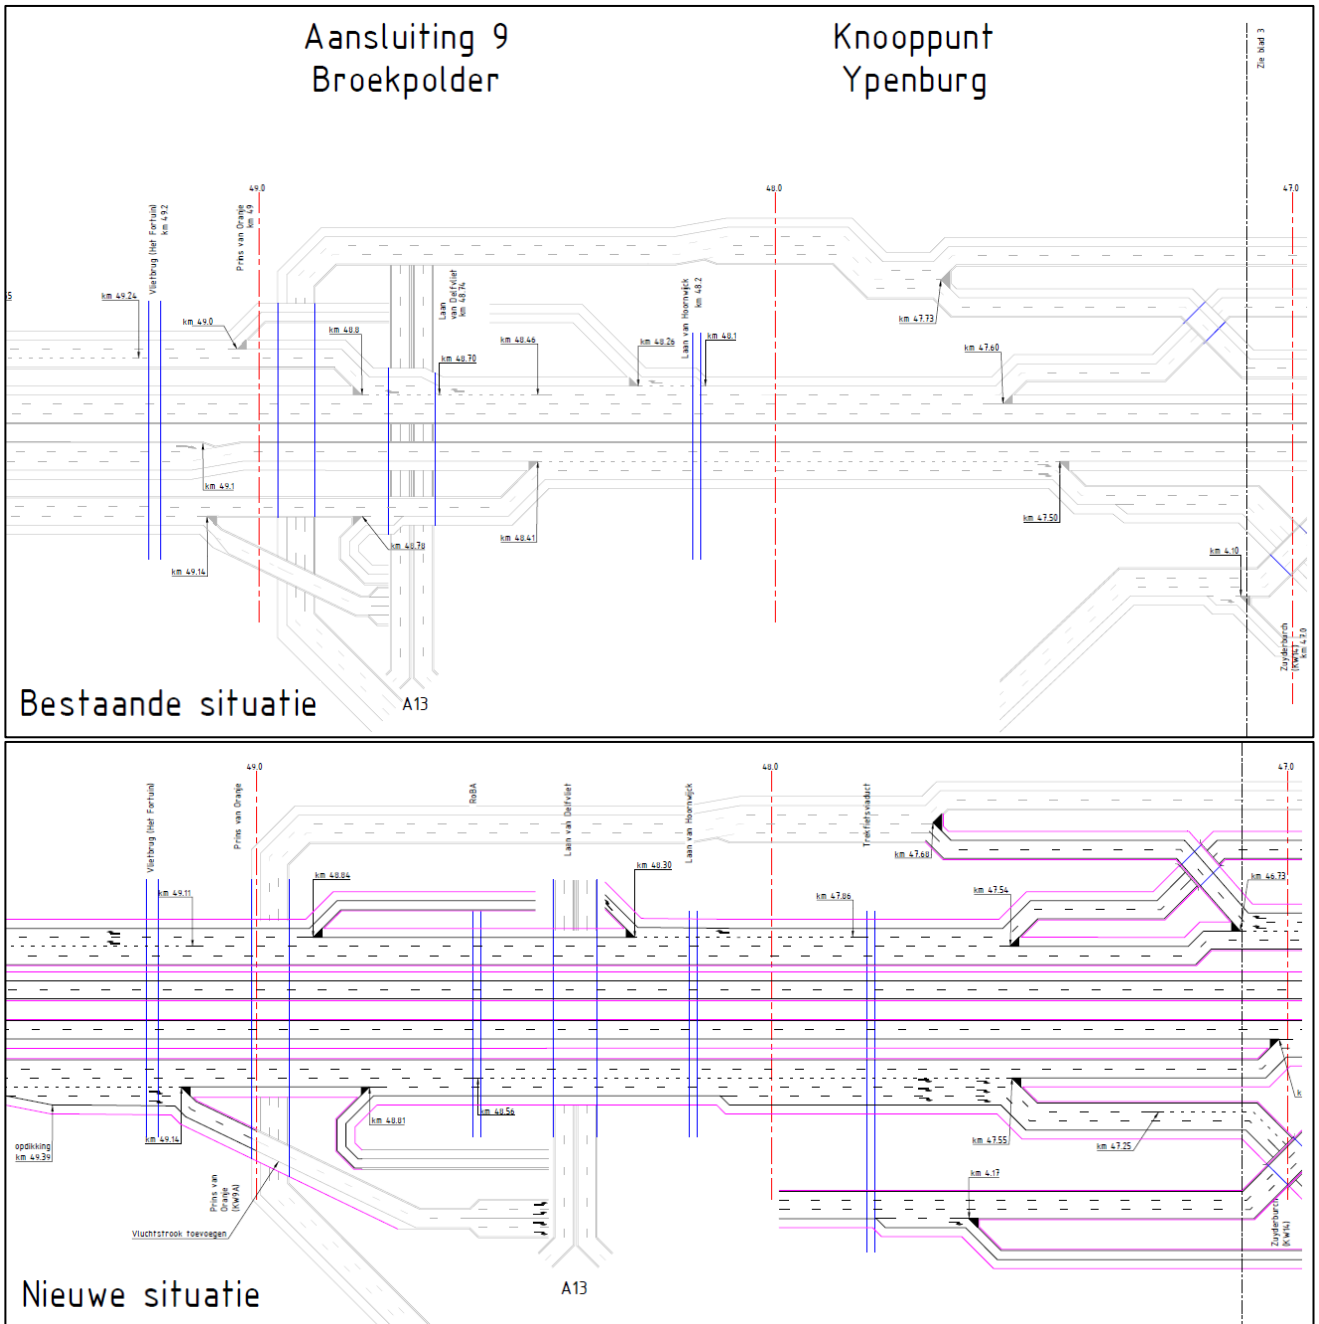 Aansluiting 9
Broekpolder
Knooppunt
Ypenburg
Zie blad 3
49.0
48.0
47.0
Vlietbrug (Het Fortuin)
km 49.2
Prins van Oranje
km 49
km 49.24
km 49.0
km 48.8
Laan
van Delfvliet
km 48.74
km 48.70
km 48.46
km 48.26
Laan van Hoornwijck
km 48.2
km 48.1
km 47.73
km 47.60
km 49.1
km 49.14
km 48.78
km 48.41
km 47.50
km 4.10
Zuyderburch
(KW14)
km 47.0
A13
Bestaande situatie
49.0
48.0
47.0
Vlietbrug (Het Fortuin)
Prins van Oranje
RoBA
Laan van Delfvliet
Laan van Hoornwijck
Trekfietsviaduct
km 49.11
km 48.84
km 48.30
km 47.86
km 47.68
km 47.54
km 46.73
opdikking
km 49.39
km 49.14
km 48.81
km 48.56
km 47.55
km 47.25
km 4.17
k
Prins van
Oranje
(KW9A)
Vluchtstrook toevoegen
Zuyderburch
(KW14)
A13
Nieuwe situatie